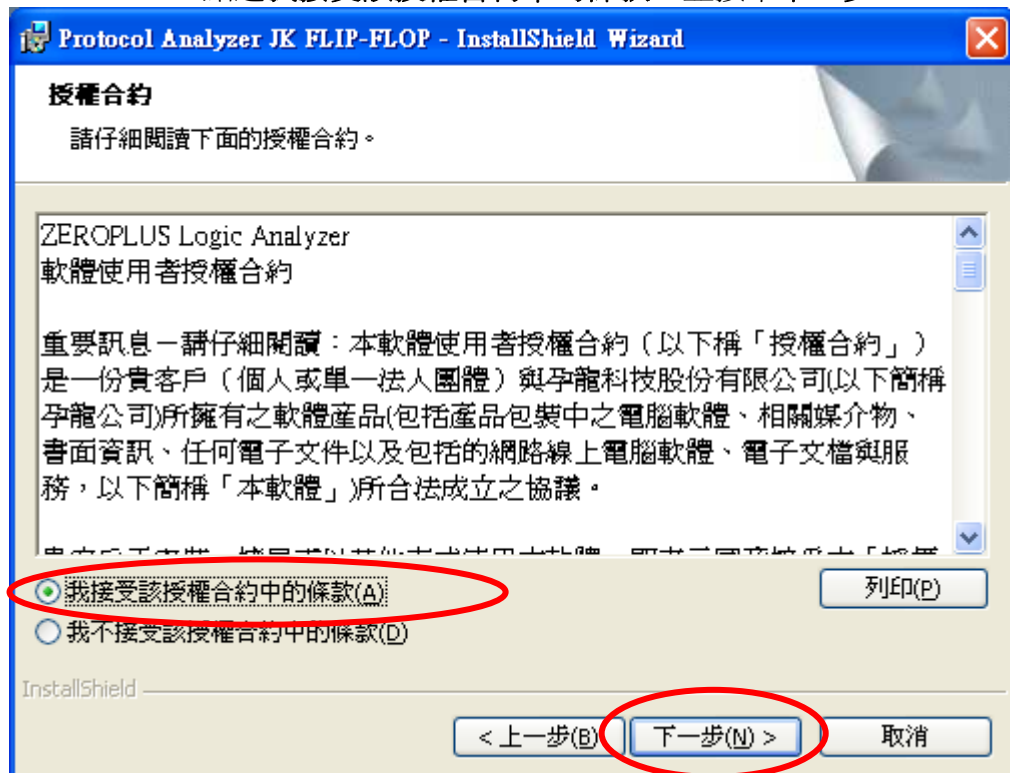 Protocol Analyzer JK FLIP-FLOP - InstallShield Wizard
授權合約
請仔細閱讀下面的授權合約。
ZEROPLUS Logic Analyzer
軟體使用者授權合約
重要訊息－請仔細閱讀：本軟體使用者授權合約（以下稱「授權合約」）
是一份貴客戶（個人或單一法人團體）與孕龍科技股份有限公司(以下簡稱
孕龍公司)所擁有之軟體產品(包括產品包裝中之電腦軟體、相關媒介物、
書面資訊、任何電子文件以及包括的網路線上電腦軟體、電子文檔與服
務，以下簡稱「本軟體」)所合法成立之協議。
我接受該授權合約中的條款(A)
列印(P)
我不接受該授權合約中的條款(D)
InstallShield
< 上一步(B)
下一步(N) >
取消